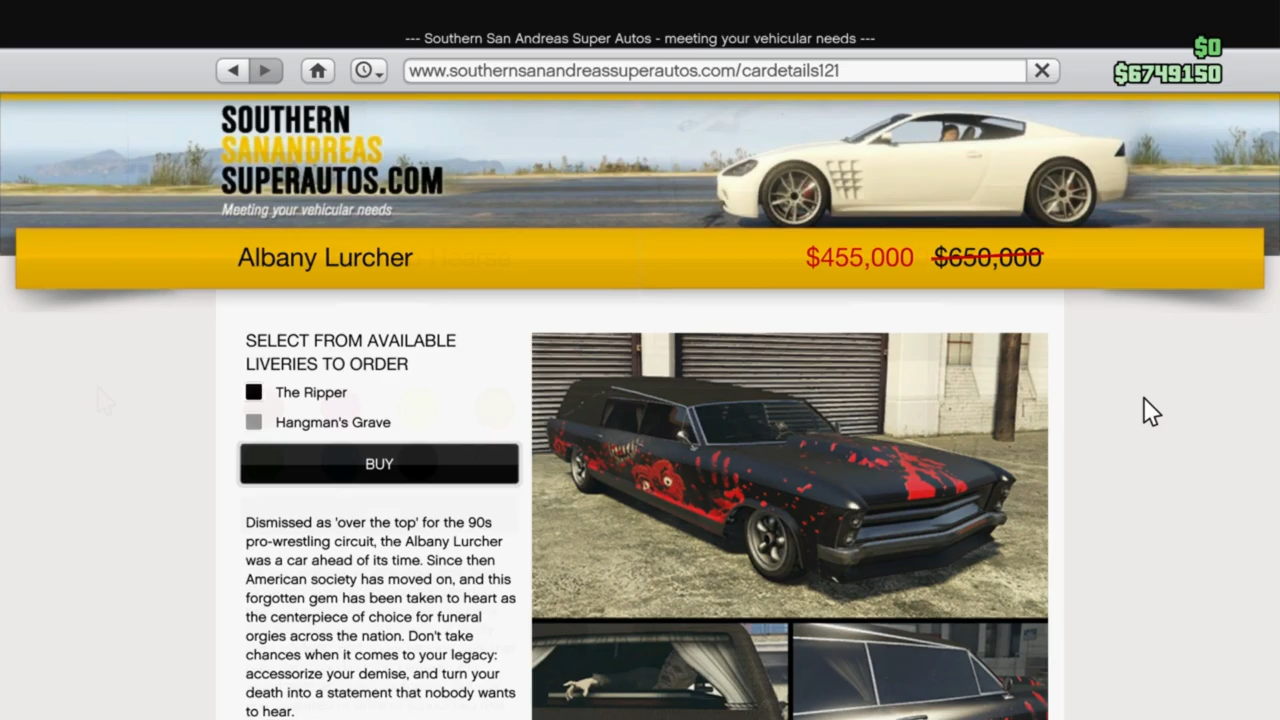 --- Southern San Andreas Super Autos - meeting your vehicular needs ---
$0
$6749150
www.southernsanandreassuperautos.com/cardetails121
SOUTHERN
SANANDREAS
SUPERAUTOS.COM
Meeting your vehicular needs
Albany Lurcher
$455,000 $650,000
SELECT FROM AVAILABLE
LIVERIES TO ORDER
The Ripper
Hangman's Grave
BUY
Dismissed as 'over the top' for the 90s
pro-wrestling circuit, the Albany Lurcher
was a car ahead of its time. Since then
American society has moved on, and this
forgotten gem has been taken to heart as
the centerpiece of choice for funeral
orgies across the nation. Don't take
chances when it comes to your legacy:
accessorize your demise, and turn your
death into a statement that nobody wants
to hear.